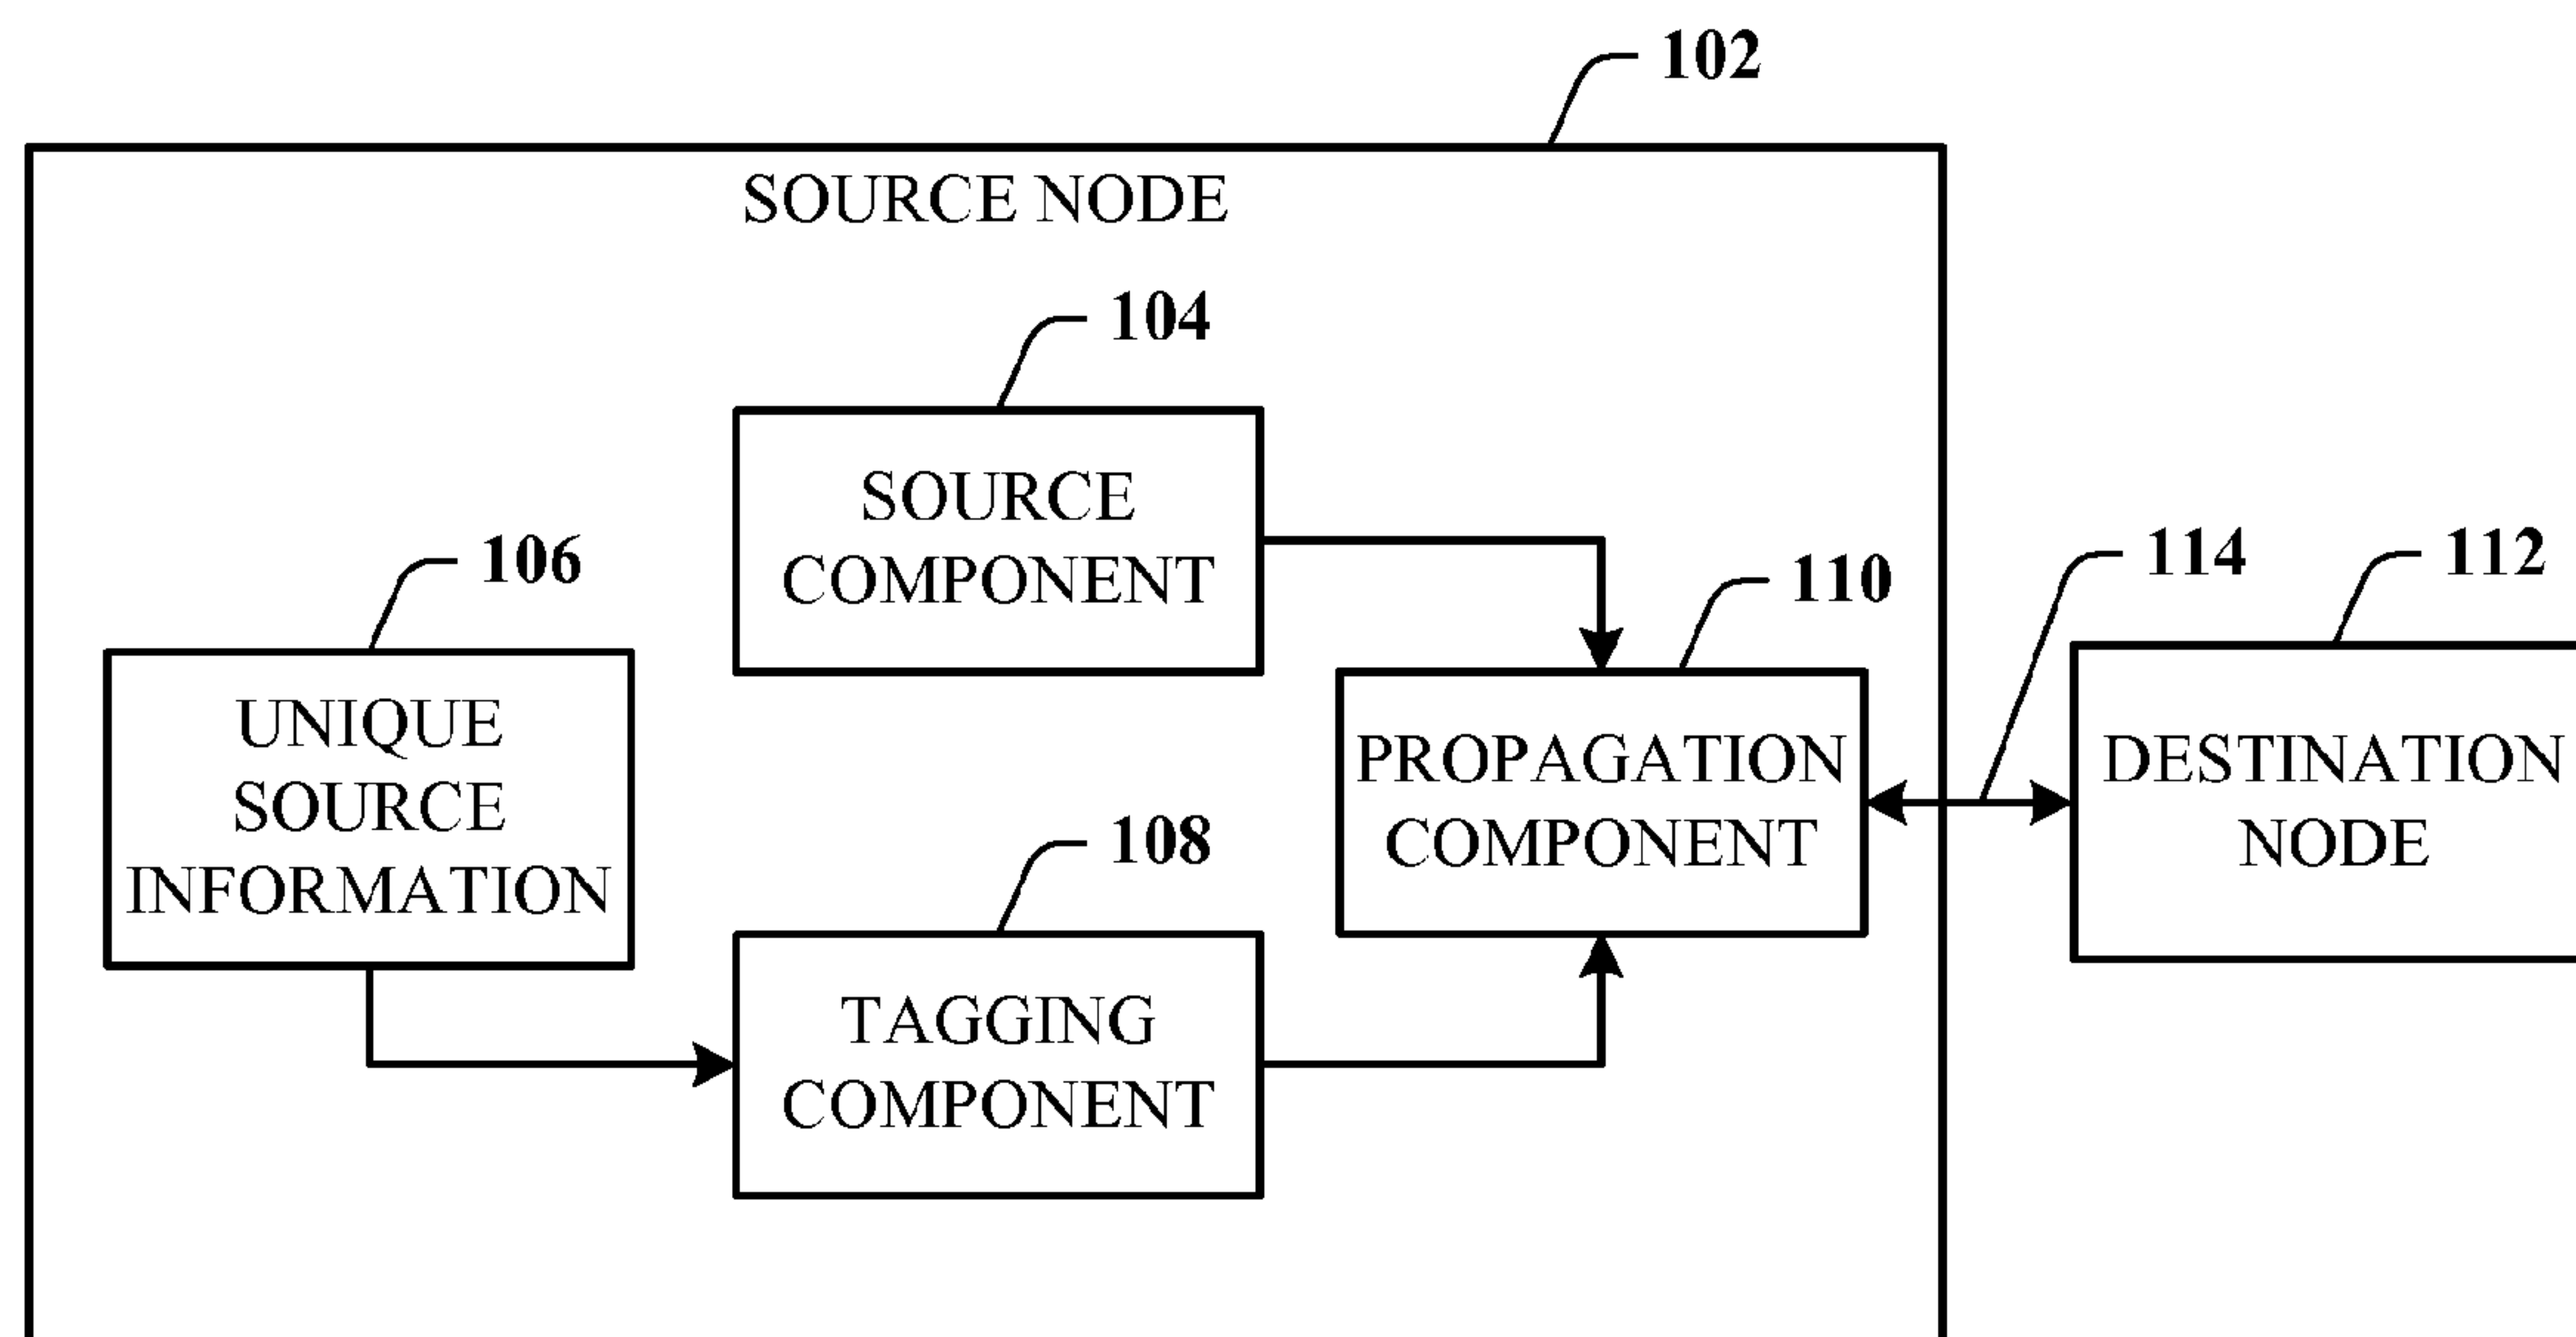 102
SOURCE NODE
104
SOURCE
COMPONENT
106
UNIQUE
SOURCE
INFORMATION
108
TAGGING
COMPONENT
110
PROPAGATION
COMPONENT
114
112
DESTINATION
NODE